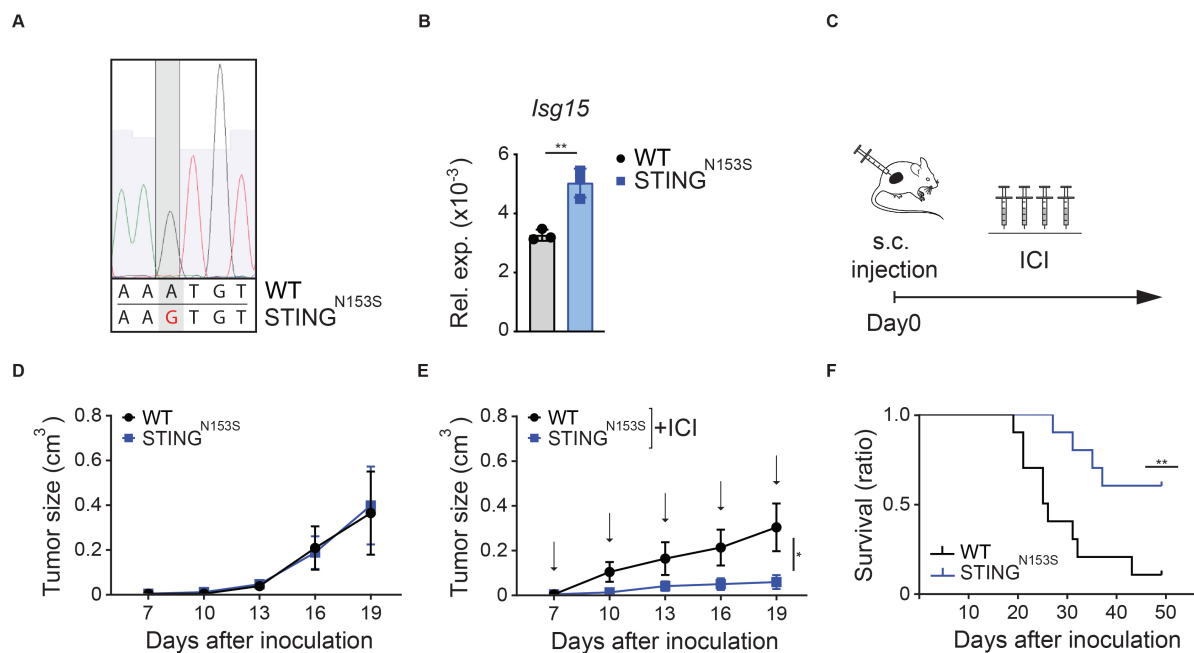 A
A A A T G T WT
A A G T G T STING^N153S
B
Isg15
**
6
4
2
0
Rel. exp. (x10^-3)
WT
STING^N153S
C
s.c.
injection
ICI
Day0
D
WT
STING^N153S
0.8
0.6
0.4
0.2
0
Tumor size (cm^3)
7 10 13 16 19
Days after inoculation
E
WT
STING^N153S +ICI
0.8
0.6
0.4
0.2
0
Tumor size (cm^3)
*
7 10 13 16 19
Days after inoculation
F
1.0
0.5
0
Survival (ratio)
**
WT
STING^N153S
10 20 30 40 50
Days after inoculation